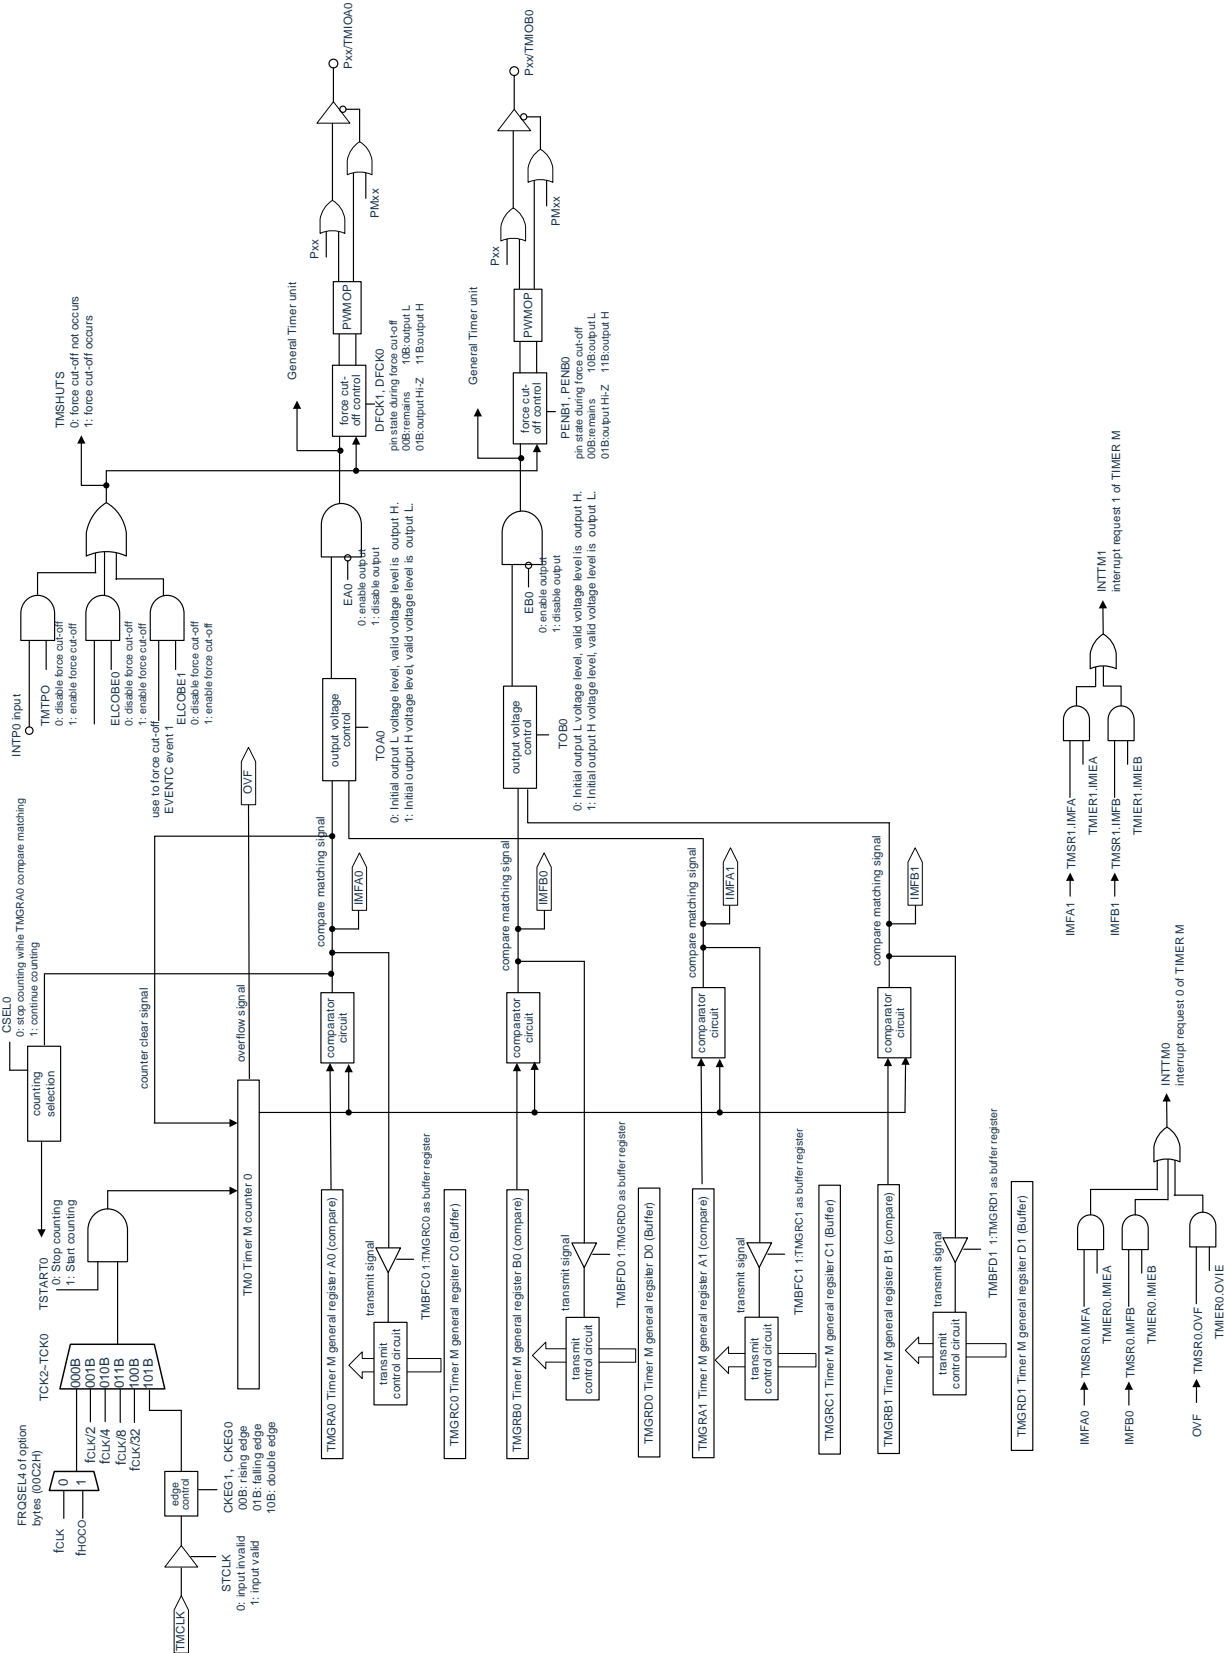 FRQSEL4 of option
bytes (00C2H)
fCLK
fHOCO
0
1
TCK2~TCK0
000B
001B
010B
011B
100B
101B
fCLK/2
fCLK/4
fCLK/8
fCLK/32
TMCLK
STCLK
0: input invalid
1: input valid
edge
control
CKEG1, CKEG0
00B: rising edge
01B: falling edge
10B: double edge
TSTART0
0: Stop counting
1: Start counting
counting
selection
CSEL0
0: stop counting wihle TMGRA0 compare matching
1: continue counting
counter clear signal
TM0 Timer M counter 0
overflow signal
OVF
INTP0 input
TMTPO
0: disable force cut-off
1: enable force cut-off
ELCOBE0
0: disable force cut-off
1: enable force cut-off
use to force cut-off
EVENTC event 1
ELCOBE1
0: disable force cut-off
1: enable force cut-off
TMSHUTS
0: force cut-off not occurs
1: force cut-off occurs
TMGRA0 Timer M general register A0 (compare)
transmit signal
TMBFC0 1:TMGRC0 as buffer register
transmit
control circuit
TMGRC0 Timer M general regsiter C0 (Buffer)
comparator
circuit
compare matching signal
IMFA0
output voltage
control
TOA0
0: Initial output L voltage level, valid voltage level is output H.
1: Initial output H voltage level, valid voltage level is output L.
EA0
0: enable output
1: disable output
General Timer unit
force cut-
off control
DFCK1, DFCK0
pin state during force cut-off
00B:remains 10B:output L
01B:output Hi-Z 11B:output H
PWMOP
Pxx
PMxx
Pxx/TMIOA0
TMGRB0 Timer M general register B0 (compare)
transmit signal
TMBFD0 1:TMGRD0 as buffer register
transmit
control circuit
TMGRD0 Timer M general regsiter D0 (Buffer)
comparator
circuit
compare matching signal
IMFB0
output voltage
control
TOB0
0: Initial output L voltage level, valid voltage level is output H.
1: Initial output H voltage level, valid voltage level is output L.
EB0
0: enable output
1: disable output
General Timer unit
force cut-
off control
PENB1, PENB0
pin state during force cut-off
00B:remains 10B:output L
01B:output Hi-Z 11B:output H
PWMOP
Pxx
PMxx
Pxx/TMIOB0
TMGRA1 Timer M general register A1 (compare)
transmit signal
TMBFC1 1:TMGRC1 as buffer register
transmit
control circuit
TMGRC1 Timer M general regsiter C1 (Buffer)
comparator
circuit
compare matching signal
IMFA1
TMGRB1 Timer M general register B1 (compare)
transmit signal
TMBFD1 1:TMGRD1 as buffer register
transmit
control circuit
TMGRD1 Timer M general regsiter D1 (Buffer)
comparator
circuit
compare matching signal
IMFB1
IMFA0
TMSR0.IMFA
TMIER0.IMIEA
IMFB0
TMSR0.IMFB
TMIER0.IMIEB
OVF
TMSR0.OVF
TMIER0.OVIE
INTTM0
interrupt request 0 of TIMER M
IMFA1
TMSR1.IMFA
TMIER1.IMIEA
IMFB1
TMSR1.IMFB
TMIER1.IMIEB
INTTM1
interrupt request 1 of TIMER M